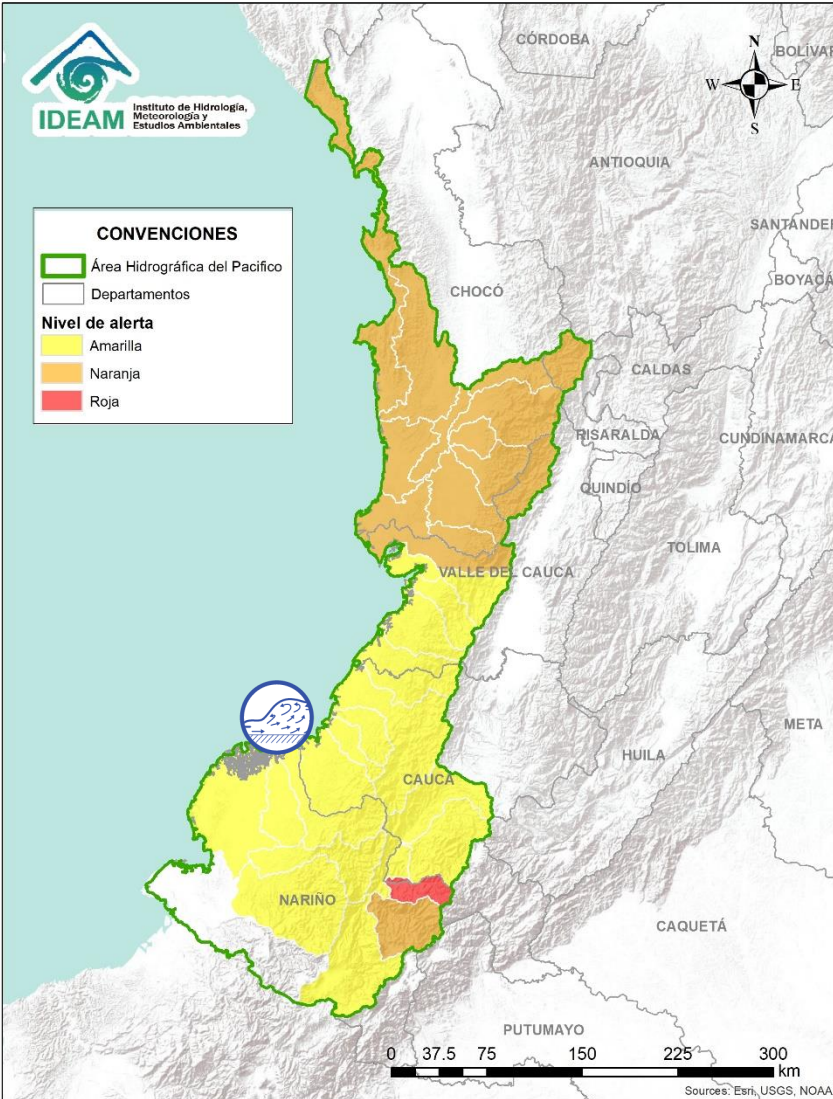 IDEAM
Instituto de Hidrología,
Meteorología y
Estudios Ambientales
CONVENCIONES
Área Hidrográfica del Pacifico
Departamentos
Nivel de alerta
Amarilla
Naranja
Roja
N
W
E
S
CÓRDOBA
BOLÍVAR
ANTIOQUIA
SANTANDER
BOYACÁ
CHOCÓ
CALDAS
RISARALDA
CUNDINAMARCA
QUINDÍO
TOLIMA
VALLE DEL CAUCA
META
HUILA
CAUCA
NARIÑO
CAQUETÁ
PUTUMAYO
0 37.5 75 150 225 300
km
Sources: Esri, USGS, NOAA